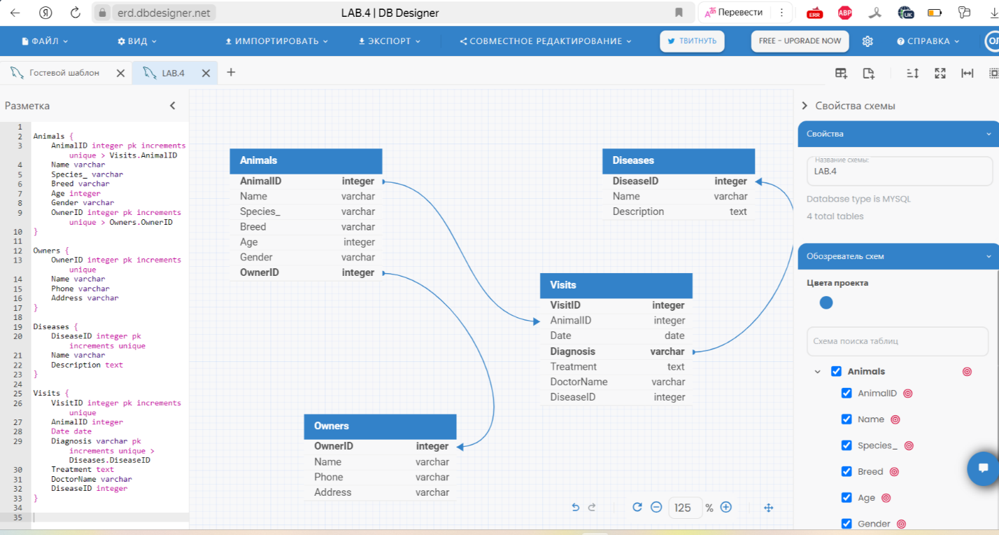 erd.dbdesigner.net
LAB.4 | DB Designer
Перевести
ERR
ABP
UK
ФАЙЛ
ВИД
ИМПОРТИРОВАТЬ
ЭКСПОРТ
СОВМЕСТНОЕ РЕДАКТИРОВАНИЕ
ТВИТНУТЬ
FREE - UPGRADE NOW
СПРАВКА
Гостевой шаблон
LAB.4
Разметка
1
2 Animals {
3 AnimalID integer pk increments
unique > Visits.AnimalID
4 Name varchar
5 Species_ varchar
6 Breed varchar
7 Age integer
8 Gender varchar
9 OwnerID integer pk increments
unique > Owners.OwnerID
10 }
11
12 Owners {
13 OwnerID integer pk increments
unique
14 Name varchar
15 Phone varchar
16 Address varchar
17 }
18
19 Diseases {
20 DiseaseID integer pk
increments unique
21 Name varchar
22 Description text
23 }
24
25 Visits {
26 VisitID integer pk increments
unique
27 AnimalID integer
28 Date date
29 Diagnosis varchar pk
increments unique >
Diseases.DiseaseID
30 Treatment text
31 DoctorName varchar
32 DiseaseID integer
33 }
34
35
Animals
AnimalID integer
Name varchar
Species_ varchar
Breed varchar
Age integer
Gender varchar
OwnerID integer
Diseases
DiseaseID integer
Name varchar
Description text
Visits
VisitID integer
AnimalID integer
Date date
Diagnosis varchar
Treatment text
DoctorName varchar
DiseaseID integer
Owners
OwnerID integer
Name varchar
Phone varchar
Address varchar
125 %
Свойства схемы
Свойства
Название схемы:
LAB.4
Database type is MYSQL
4 total tables
Обозреватель схем
Цвета проекта
Схема поиска таблиц
Animals
AnimalID
Name
Species_
Breed
Age
Gender